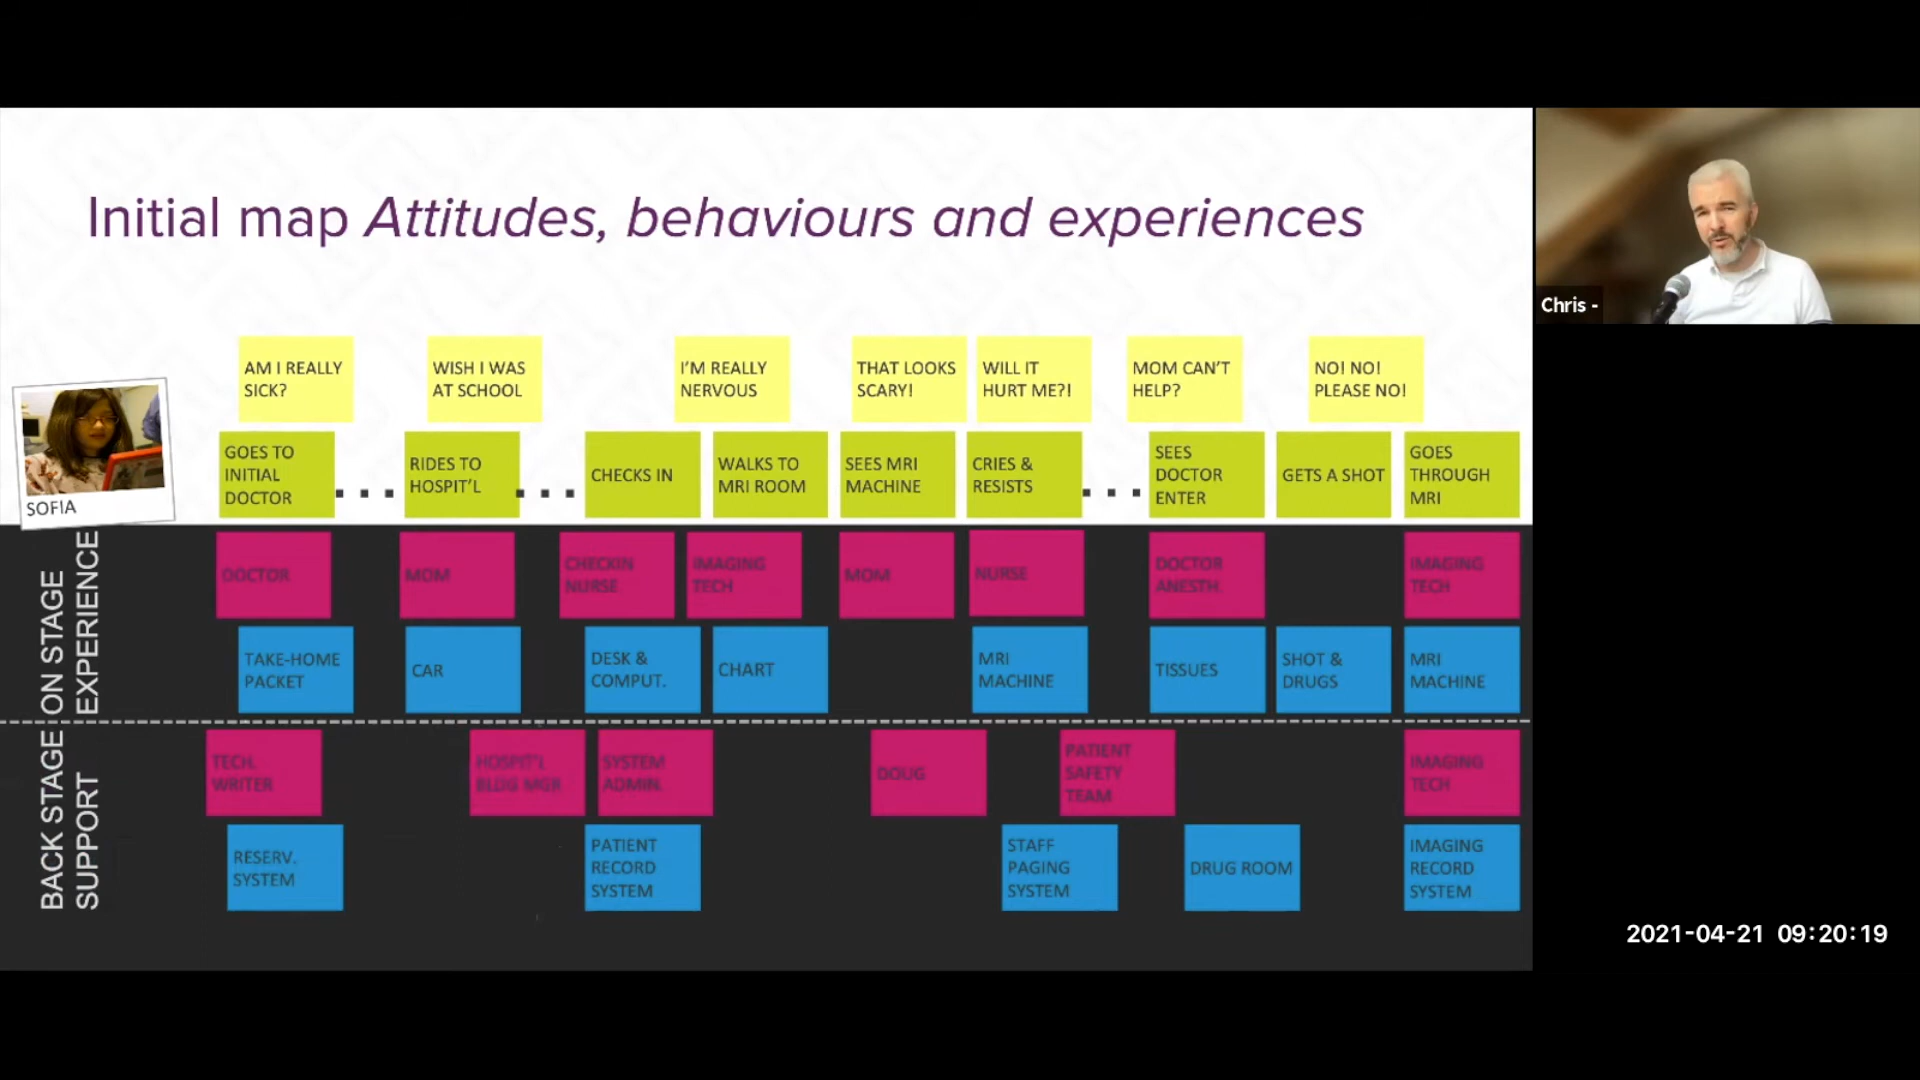 Initial map Attitudes, behaviours and experiences
Chris -
AM I REALLY
SICK?
WISH I WAS
AT SCHOOL
I'M REALLY
NERVOUS
THAT LOOKS
SCARY!
WILL IT
HURT ME?!
MOM CAN'T
HELP?
NO! NO!
PLEASE NO!
SOFIA
GOES TO
INITIAL
DOCTOR
RIDES TO
HOSPIT'L
CHECKS IN
WALKS TO
MRI ROOM
SEES MRI
MACHINE
CRIES &
RESISTS
SEES
DOCTOR
ENTER
GETS A SHOT
GOES
THROUGH
MRI
ON STAGE
EXPERIENCE
DOCTOR
MOM
CHECKIN
NURSE
IMAGING
TECH
MOM
NURSE
DOCTOR
ANESTH.
IMAGING
TECH
TAKE-HOME
PACKET
CAR
DESK &
COMPUT.
CHART
MRI
MACHINE
TISSUES
SHOT &
DRUGS
MRI
MACHINE
BACK STAGE
SUPPORT
TECH.
WRITER
HOSPIT'L
BLDG MGR
SYSTEM
ADMIN.
DOUG
PATIENT
SAFETY
TEAM
IMAGING
TECH
RESERV.
SYSTEM
PATIENT
RECORD
SYSTEM
STAFF
PAGING
SYSTEM
DRUG ROOM
IMAGING
RECORD
SYSTEM
2021-04-21 09:20:19